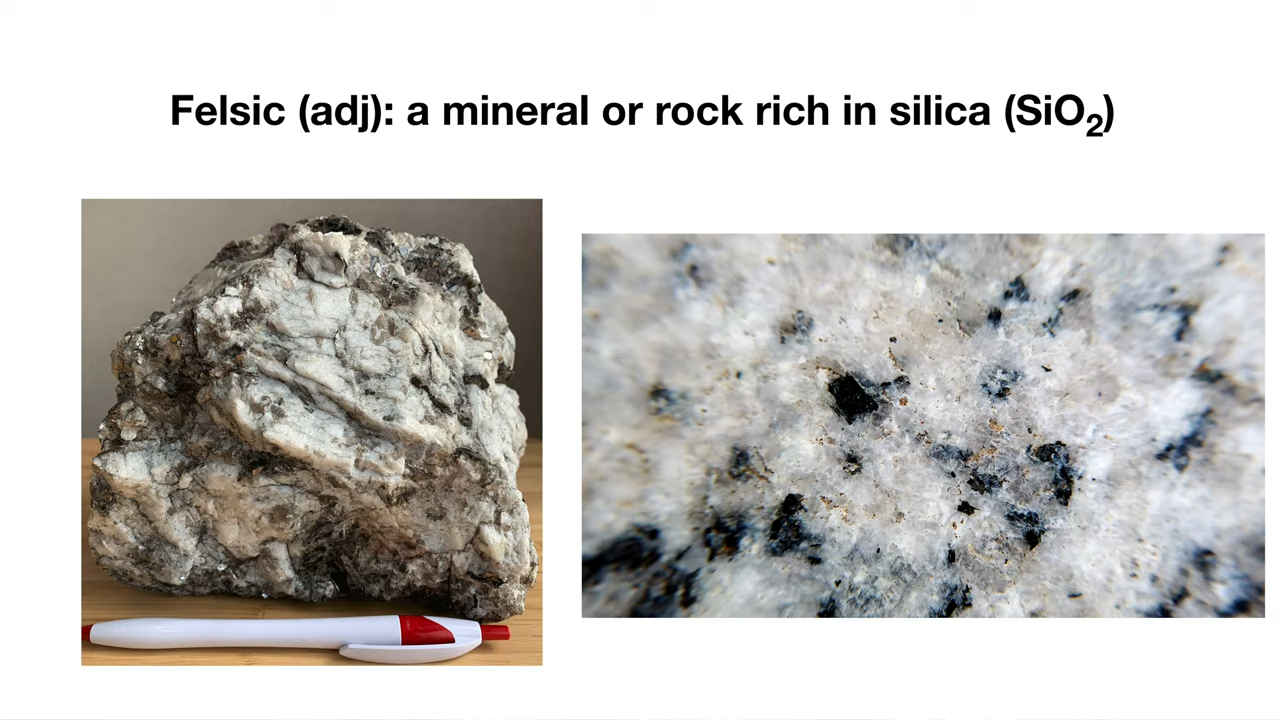 Felsic (adj): a mineral or rock rich in silica (SiO₂)